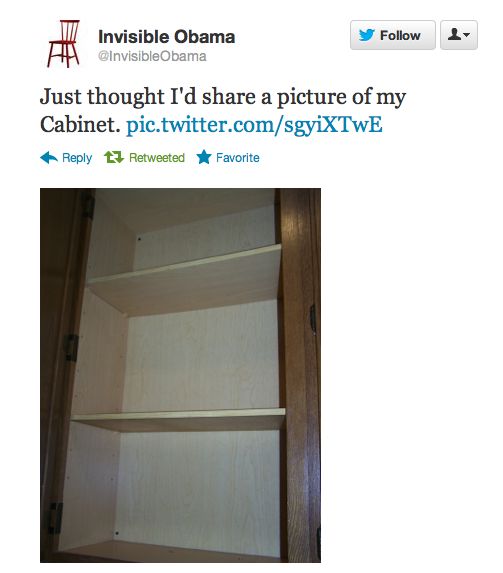 Invisible Obama
@InvisibleObama
Follow
Just thought I'd share a picture of my
Cabinet. pic.twitter.com/sgyiXTwE
Reply Retweeted Favorite